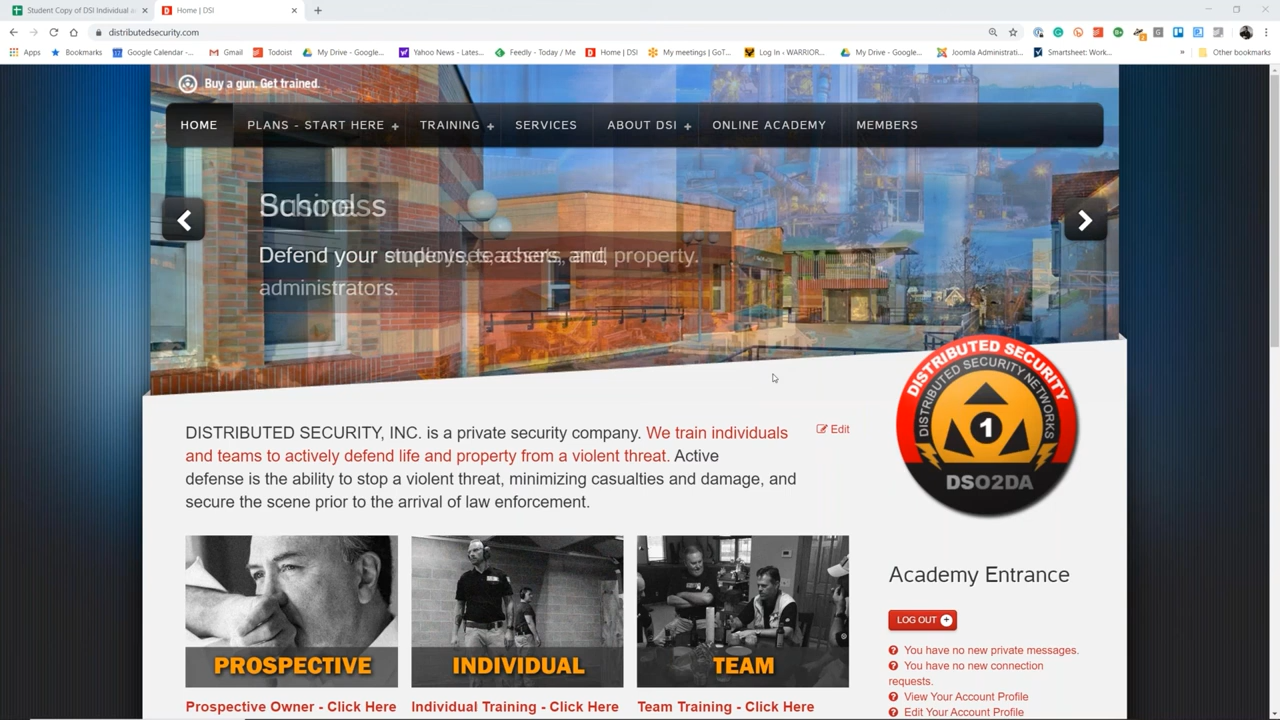 Student Copy of DSI Individual a
Home | DSI
distributedsecurity.com
Apps
Bookmarks
Google Calendar -...
Gmail
Todoist
My Drive - Google...
Yahoo News - Lates...
Feedly - Today / Me
Home | DSI
My meetings | GoT...
Log In - WARRIOR...
My Drive - Google...
Joomla Administrati...
Smartsheet: Work...
»
Other bookmarks
Buy a gun. Get trained.
HOME
PLANS - START HERE +
TRAINING +
SERVICES
ABOUT DSI +
ONLINE ACADEMY
MEMBERS
Defend your
and property.
administrators.
DISTRIBUTED SECURITY
DISTRIBUTED SECURITY NETWORKS
1
DSO2DA
DISTRIBUTED SECURITY, INC. is a private security company. We train individuals
and teams to actively defend life and property from a violent threat. Active
defense is the ability to stop a violent threat, minimizing casualties and damage, and
secure the scene prior to the arrival of law enforcement.
Edit
PROSPECTIVE
INDIVIDUAL
TEAM
Prospective Owner - Click Here
Individual Training - Click Here
Team Training - Click Here
Academy Entrance
LOG OUT +
You have no new private messages.
You have no new connection
requests.
View Your Account Profile
Edit Your Account Profile